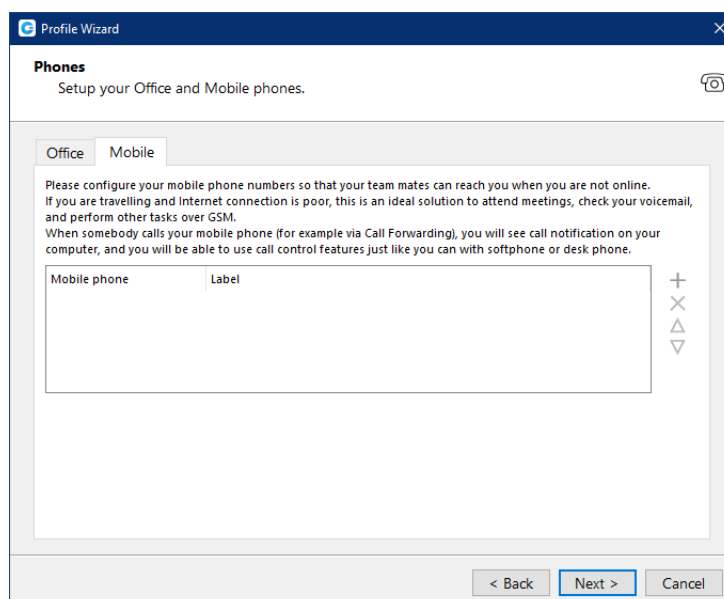 Profile Wizard
Phones
Setup your Office and Mobile phones.
Office Mobile
Please configure your mobile phone numbers so that your team mates can reach you when you are not online.
If you are travelling and Internet connection is poor, this is an ideal solution to attend meetings, check your voicemail,
and perform other tasks over GSM.
When somebody calls your mobile phone (for example via Call Forwarding), you will see call notification on your
computer, and you will be able to use call control features just like you can with softphone or desk phone.
Mobile phone Label
< Back Next > Cancel